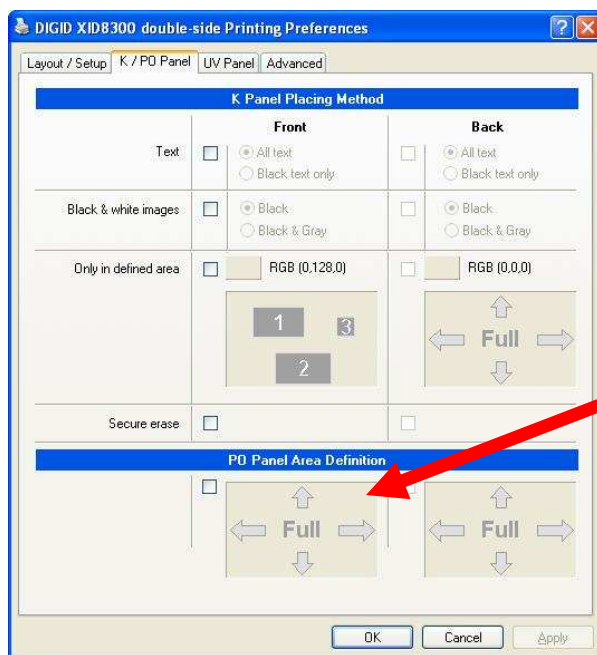 DIGID XID8300 double-side Printing Preferences
Layout / Setup K / PO Panel UV Panel Advanced
K Panel Placing Method
Front Back
Text All text All text
Black text only Black text only
Black & white images Black Black
Black & Gray Black & Gray
Only in defined area RGB (0,128,0) RGB (0,0,0)
1 3 Full
2
Secure erase
PO Panel Area Definition
Full Full
OK Cancel Apply